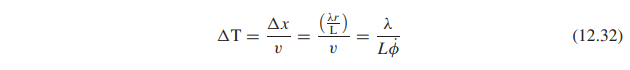 ΔT = Δx/v = (λr/L)/v = λ/Lφ̇ (12.32)